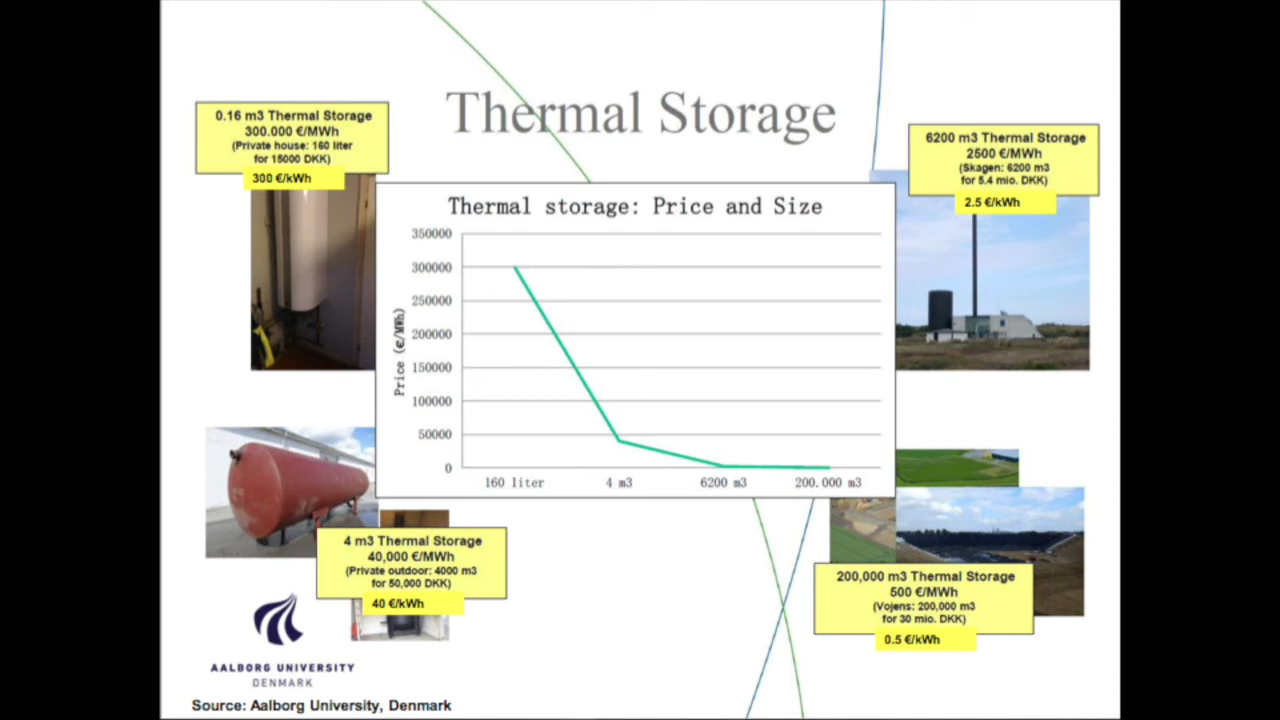 Thermal Storage
0.16 m3 Thermal Storage
300.000 €/MWh
(Private house: 160 liter
for 15000 DKK)
300 €/kWh
6200 m3 Thermal Storage
2500 €/MWh
(Skagen: 6200 m3
for 5.4 mio. DKK)
2.5 €/kWh
Thermal storage: Price and Size
Price (€/MWh)
350000
300000
250000
200000
150000
100000
50000
0
160 liter
4 m3
6200 m3
200.000 m3
4 m3 Thermal Storage
40,000 €/MWh
(Private outdoor: 4000 m3
for 50,000 DKK)
40 €/kWh
200,000 m3 Thermal Storage
500 €/MWh
(Vojens: 200,000 m3
for 30 mio. DKK)
0.5 €/kWh
AALBORG UNIVERSITY
DENMARK
Source: Aalborg University, Denmark